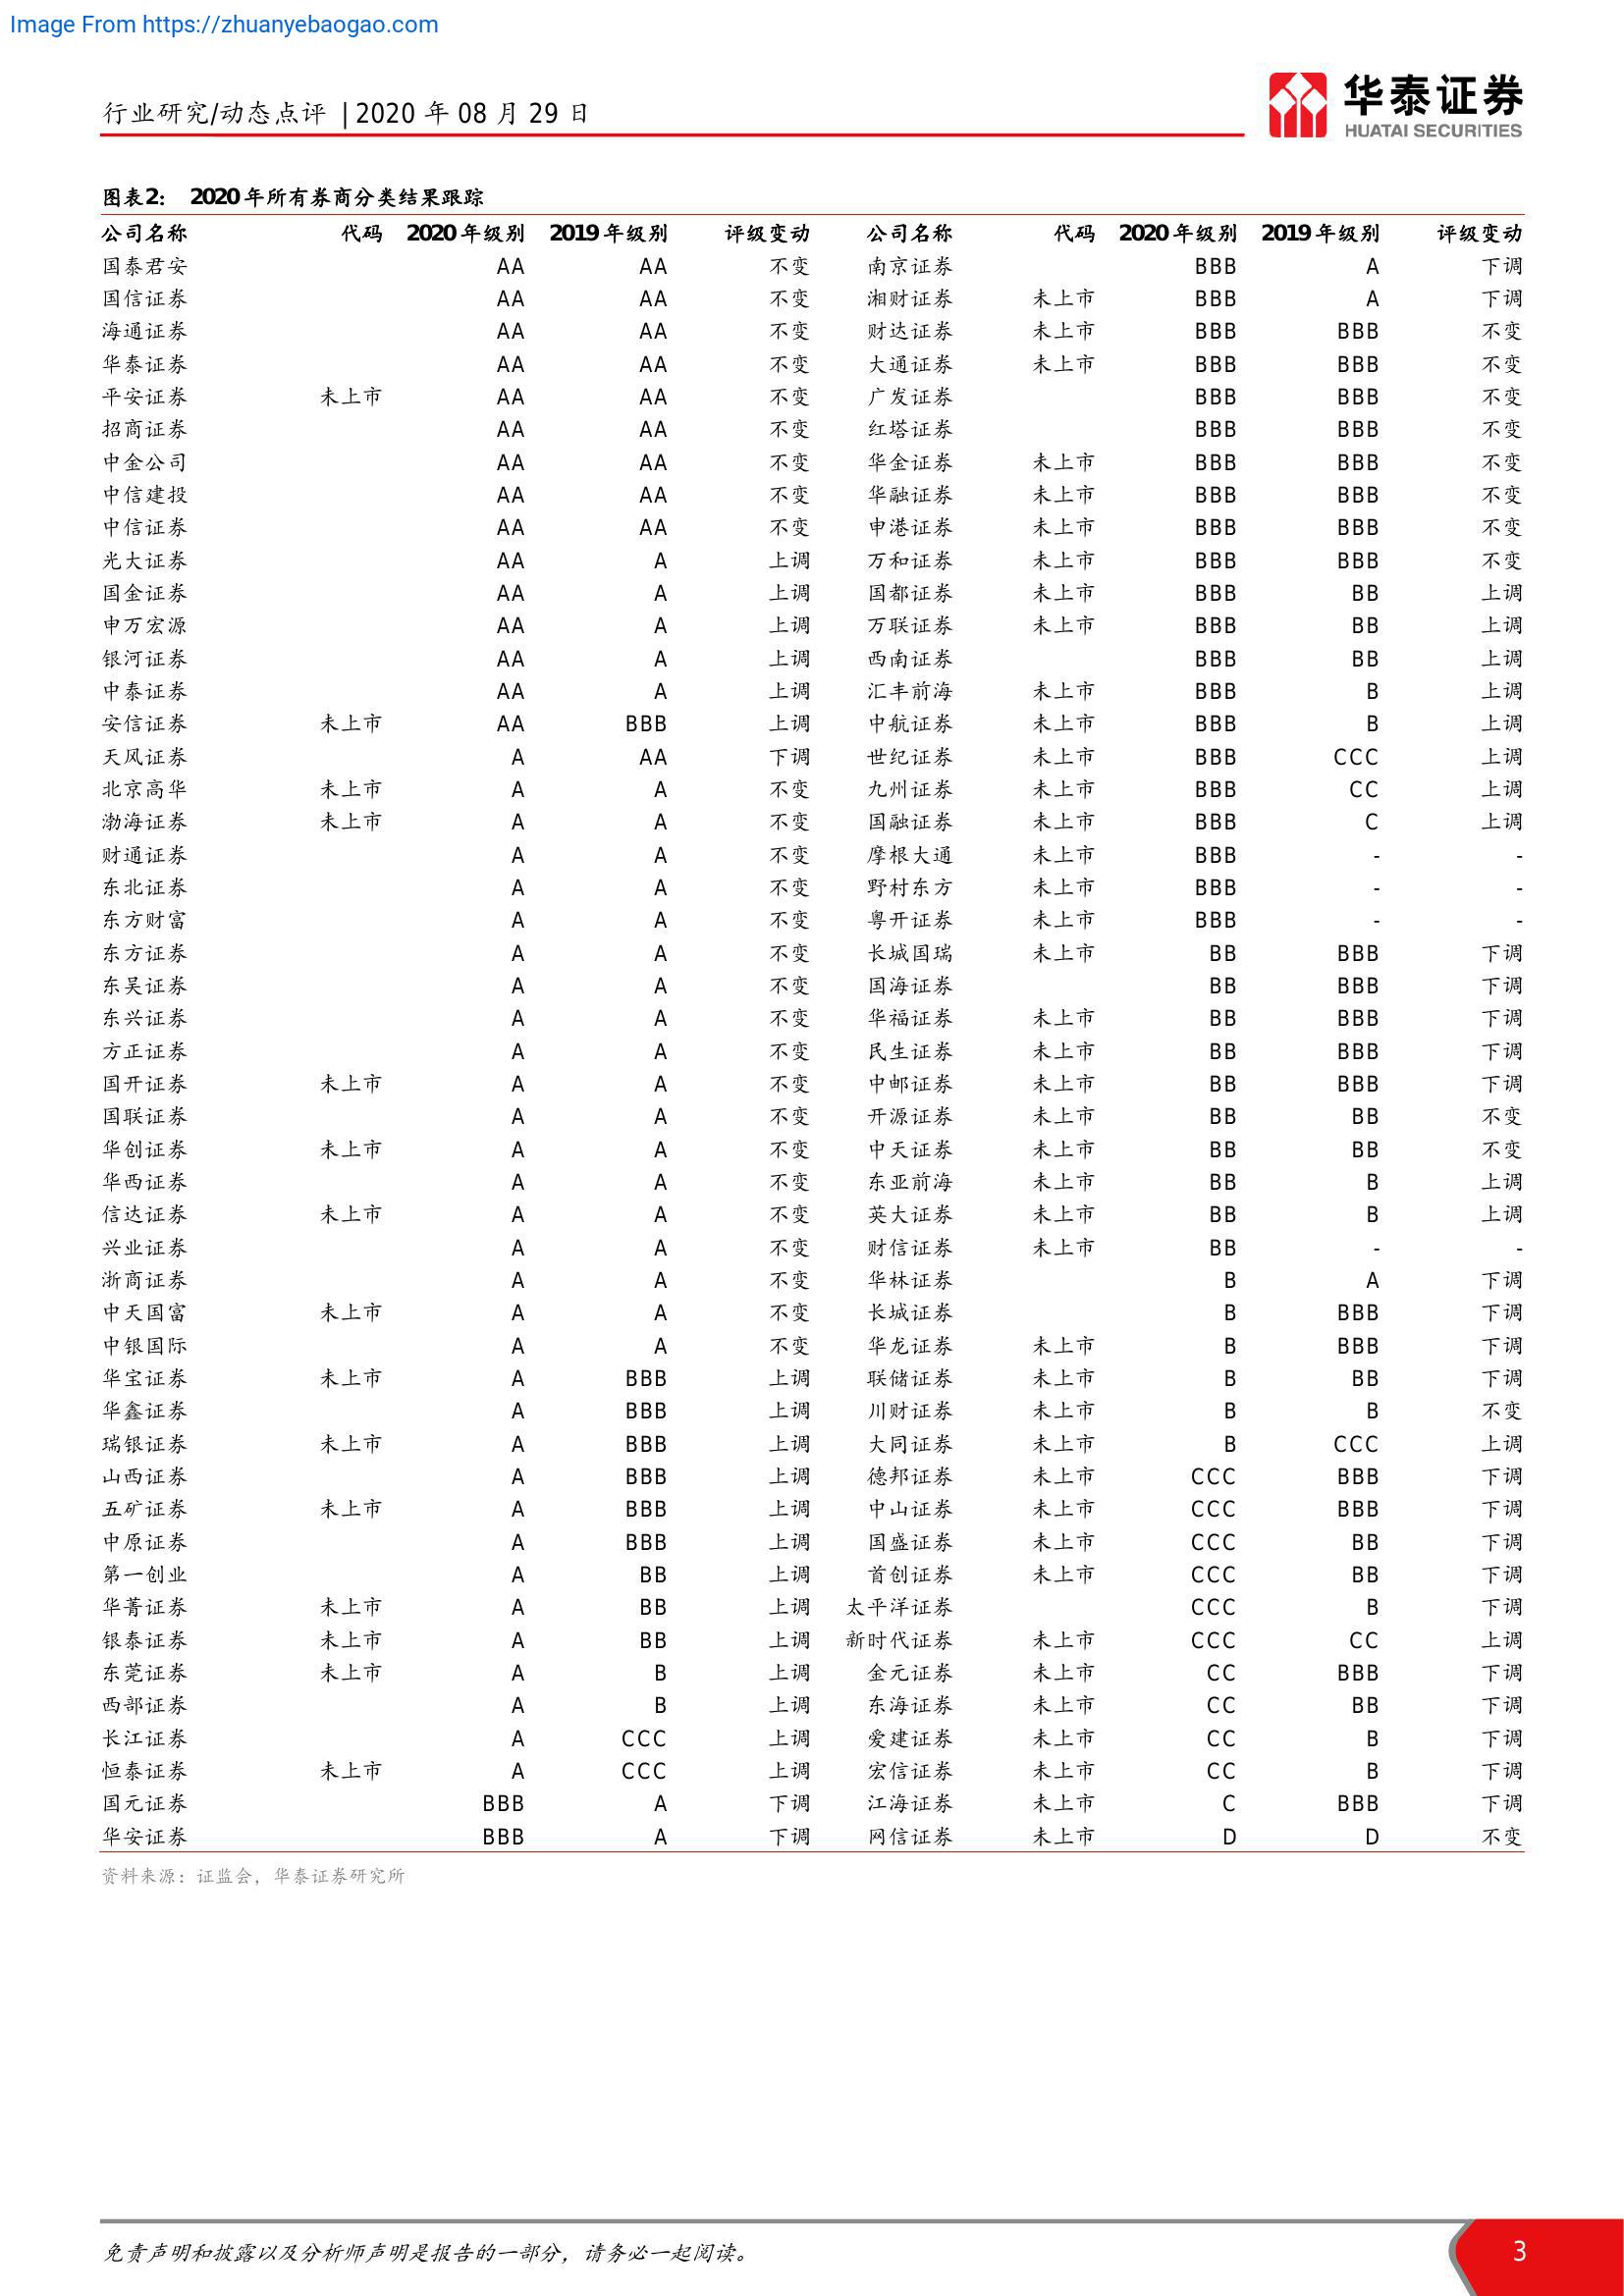 Image From https://zhuanyebaogao.com
华泰证券
HUATAI SECURITIES
行业研究/动态点评 | 2020 年 08 月 29 日
图表2: 2020 年所有券商分类结果跟踪
公司名称 代码 2020 年级别 2019 年级别 评级变动 公司名称 代码 2020 年级别 2019 年级别 评级变动
国泰君安 AA AA 不变 南京证券 BBB A 下调
国信证券 AA AA 不变 湘财证券 未上市 BBB A 下调
海通证券 AA AA 不变 财达证券 未上市 BBB BBB 不变
华泰证券 AA AA 不变 大通证券 未上市 BBB BBB 不变
平安证券 未上市 AA AA 不变 广发证券 BBB BBB 不变
招商证券 AA AA 不变 红塔证券 BBB BBB 不变
中金公司 AA AA 不变 华金证券 未上市 BBB BBB 不变
中信建投 AA AA 不变 华融证券 未上市 BBB BBB 不变
中信证券 AA AA 不变 申港证券 未上市 BBB BBB 不变
光大证券 AA A 上调 万和证券 未上市 BBB BBB 不变
国金证券 AA A 上调 国都证券 未上市 BBB BB 上调
申万宏源 AA A 上调 万联证券 未上市 BBB BB 上调
银河证券 AA A 上调 西南证券 BBB BB 上调
中泰证券 AA A 上调 汇丰前海 未上市 BBB B 上调
安信证券 未上市 AA BBB 上调 中航证券 未上市 BBB B 上调
天风证券 A AA 下调 世纪证券 未上市 BBB CCC 上调
北京高华 未上市 A A 不变 九州证券 未上市 BBB CC 上调
渤海证券 未上市 A A 不变 国融证券 未上市 BBB C 上调
财通证券 A A 不变 摩根大通 未上市 BBB - -
东北证券 A A 不变 野村东方 未上市 BBB - -
东方财富 A A 不变 粤开证券 未上市 BBB - -
东方证券 A A 不变 长城国瑞 未上市 BB BBB 下调
东吴证券 A A 不变 国海证券 BB BBB 下调
东兴证券 A A 不变 华福证券 未上市 BB BBB 下调
方正证券 A A 不变 民生证券 未上市 BB BBB 下调
国开证券 未上市 A A 不变 中邮证券 未上市 BB BBB 下调
国联证券 A A 不变 开源证券 未上市 BB BB 不变
华创证券 未上市 A A 不变 中天证券 未上市 BB BB 不变
华西证券 A A 不变 东亚前海 未上市 BB B 上调
信达证券 未上市 A A 不变 英大证券 未上市 BB B 上调
兴业证券 A A 不变 财信证券 未上市 BB - -
浙商证券 A A 不变 华林证券 B A 下调
中天国富 未上市 A A 不变 长城证券 B BBB 下调
中银国际 A A 不变 华龙证券 未上市 B BBB 下调
华宝证券 未上市 A BBB 上调 联储证券 未上市 B BB 下调
华鑫证券 A BBB 上调 川财证券 未上市 B B 不变
瑞银证券 未上市 A BBB 上调 大同证券 未上市 B CCC 上调
山西证券 A BBB 上调 德邦证券 未上市 CCC BBB 下调
五矿证券 未上市 A BBB 上调 中山证券 未上市 CCC BBB 下调
中原证券 A BBB 上调 国盛证券 未上市 CCC BB 下调
第一创业 A BB 上调 首创证券 未上市 CCC BB 下调
华菁证券 未上市 A BB 上调 太平洋证券 CCC B 下调
银泰证券 未上市 A BB 上调 新时代证券 未上市 CCC CC 上调
东莞证券 未上市 A B 上调 金元证券 未上市 CC BBB 下调
西部证券 A B 上调 东海证券 未上市 CC BB 下调
长江证券 A CCC 上调 爱建证券 未上市 CC B 下调
恒泰证券 未上市 A CCC 上调 宏信证券 未上市 CC B 下调
国元证券 BBB A 下调 江海证券 未上市 C BBB 下调
华安证券 BBB A 下调 网信证券 未上市 D D 不变
资料来源：证监会，华泰证券研究所
免责声明和披露以及分析师声明是报告的一部分，请务必一起阅读。
3